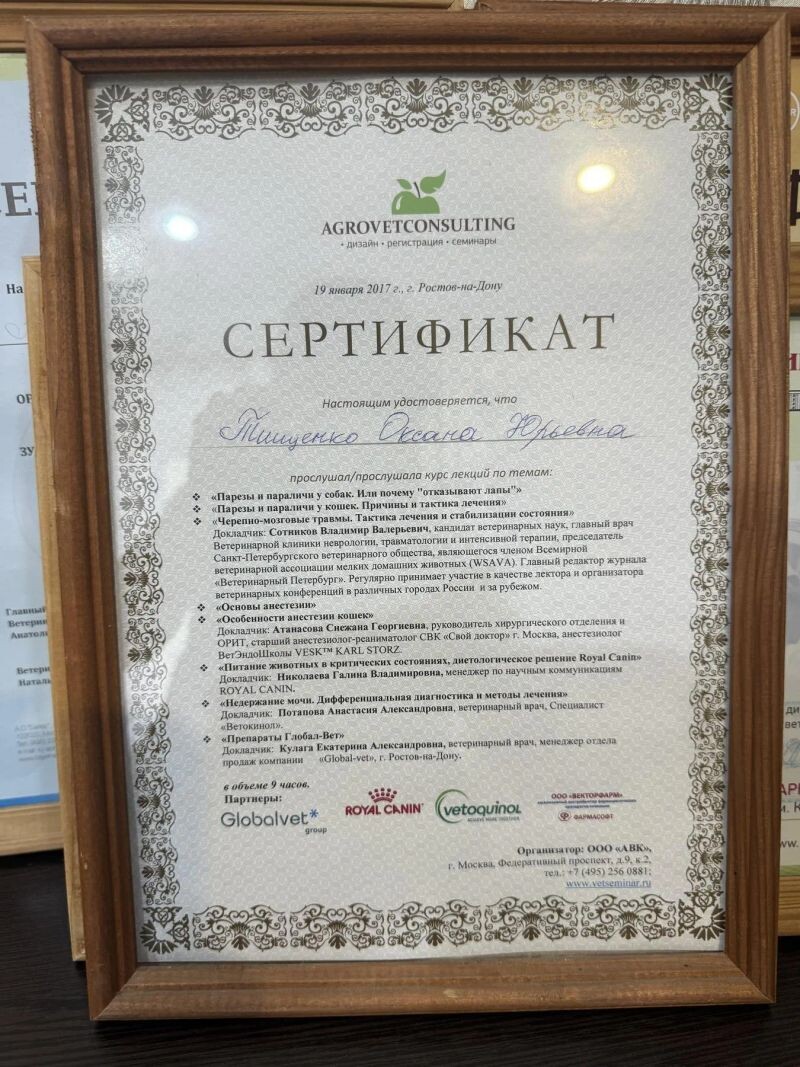 AGROVETCONSULTING
• дизайн • регистрация • семинары
19 января 2017 г., г. Ростов-на-Дону
СЕРТИФИКАТ
Настоящим удостоверяется, что
Тищенко Оксана Юрьевна
прослушал/прослушала курс лекций по темам:
❖ «Парезы и параличи у собак. Или почему "отказывают лапы"»
❖ «Парезы и параличи у кошек. Причины и тактика лечения»
❖ «Черепно-мозговые травмы. Тактика лечения и стабилизации состояния»
Докладчик: Сотников Владимир Валерьевич, кандидат ветеринарных наук, главный врач
Ветеринарной клиники неврологии, травматологии и интенсивной терапии, председатель
Санкт-Петербургского ветеринарного общества, являющегося членом Всемирной
ветеринарной ассоциации мелких домашних животных (WSAVA). Главный редактор журнала
«Ветеринарный Петербург». Регулярно принимает участие в качестве лектора и организатора
ветеринарных конференций в различных городах России и за рубежом.
❖ «Основы анестезии»
❖ «Особенности анестезии кошек»
Докладчик: Атанасова Снежана Георгиевна, руководитель хирургического отделения и
ОРИТ, старший анестезиолог-реаниматолог СВК «Свой доктор» г. Москва, анестезиолог
ВетЭндоШколы VESK™ KARL STORZ.
❖ «Питание животных в критических состояниях, диетологическое решение Royal Canin»
Докладчик: Николаева Галина Владимировна, менеджер по научным коммуникациям
ROYAL CANIN.
❖ «Недержание мочи. Дифференциальная диагностика и методы лечения»
Докладчик: Потапова Анастасия Александровна, ветеринарный врач, Специалист
«Ветокинол».
❖ «Препараты Глобал-Вет»
Докладчик: Кулага Екатерина Александровна, ветеринарный врач, менеджер отдела
продаж компании «Global-vet», г. Ростов-на-Дону.
в объеме 9 часов.
Партнеры:
Globalvet* group
ROYAL CANIN
vetoquinol
ACHIEVE MORE TOGETHER
ООО «ВЕКТОРФАРМ»
ФАРМАСОФТ
Организатор: ООО «АВК»,
г. Москва, Федеративный проспект, д.9, к.2,
тел.: +7 (495) 256 0881;
www.vetseminar.ru
На
ЗУ
Главный
Ветерин
Анатол
Ветери
Наталь